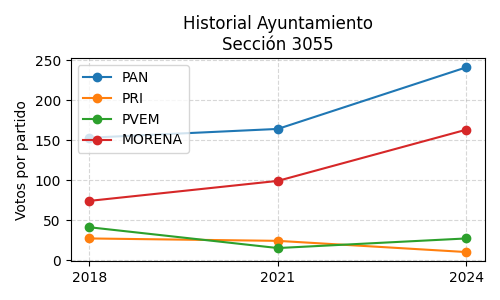 Historial Ayuntamiento
Sección 3055
Votos por partido
250
200
150
100
50
0
PAN
PRI
PVEM
MORENA
2018
2021
2024